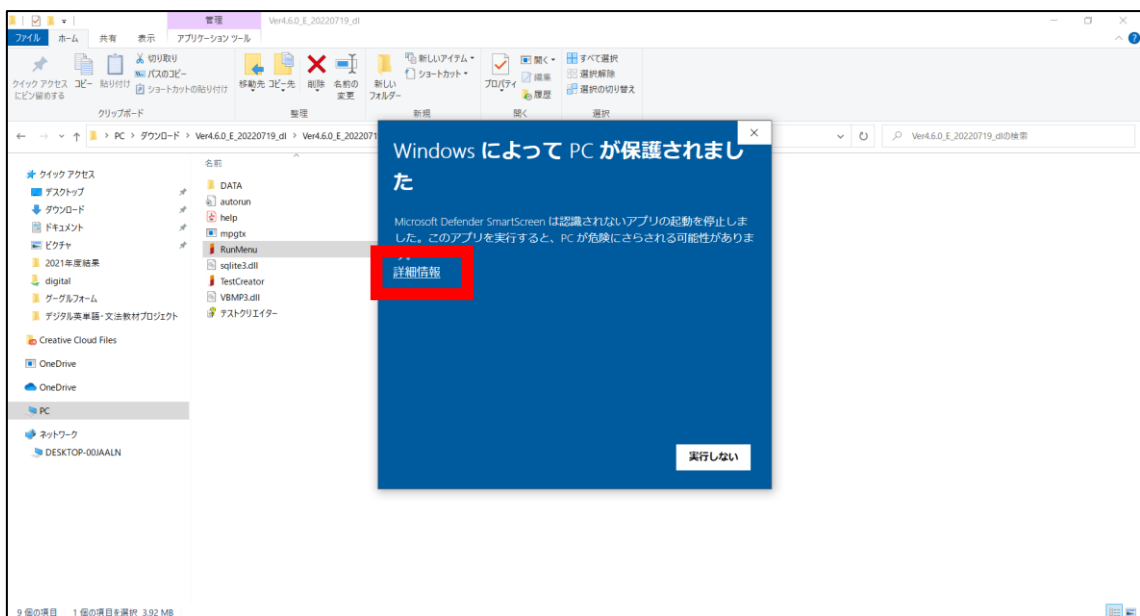 管理
Ver4.6.0_E_20220719_dl
ファイル ホーム 共有 表示 アプリケーション ツール
クイック アクセス
にピン留めする
コピー
貼り付け
切り取り
パスのコピー
ショートカットの貼り付け
クリップボード
移動先 コピー先 削除 名前の
変更
整理
新しい
フォルダー
新しいアイテム
ショートカット
新規
プロパティ
開く
編集
履歴
開く
すべて選択
選択解除
選択の切り替え
選択
PC > ダウンロード > Ver4.6.0_E_20220719_dl > Ver4.6.0_E_2022071
Ver4.6.0_E_20220719_dlの検索
クイック アクセス
デスクトップ
ダウンロード
ドキュメント
ピクチャ
2021年度結果
digital
グーグルフォーム
デジタル英単語・文法教材プロジェクト
Creative Cloud Files
OneDrive
OneDrive
PC
ネットワーク
DESKTOP-00JAALN
名前
DATA
autorun
help
mpgtx
RunMenu
sqlite3.dll
TestCreator
VBMP3.dll
テストクリエイター
Windows によって PC が保護されまし
た
Microsoft Defender SmartScreen は認識されないアプリの起動を停止しま
した。このアプリを実行すると、PC が危険にさらされる可能性がありま
詳細情報
実行しない
9 個の項目 1 個の項目を選択 3.92 MB